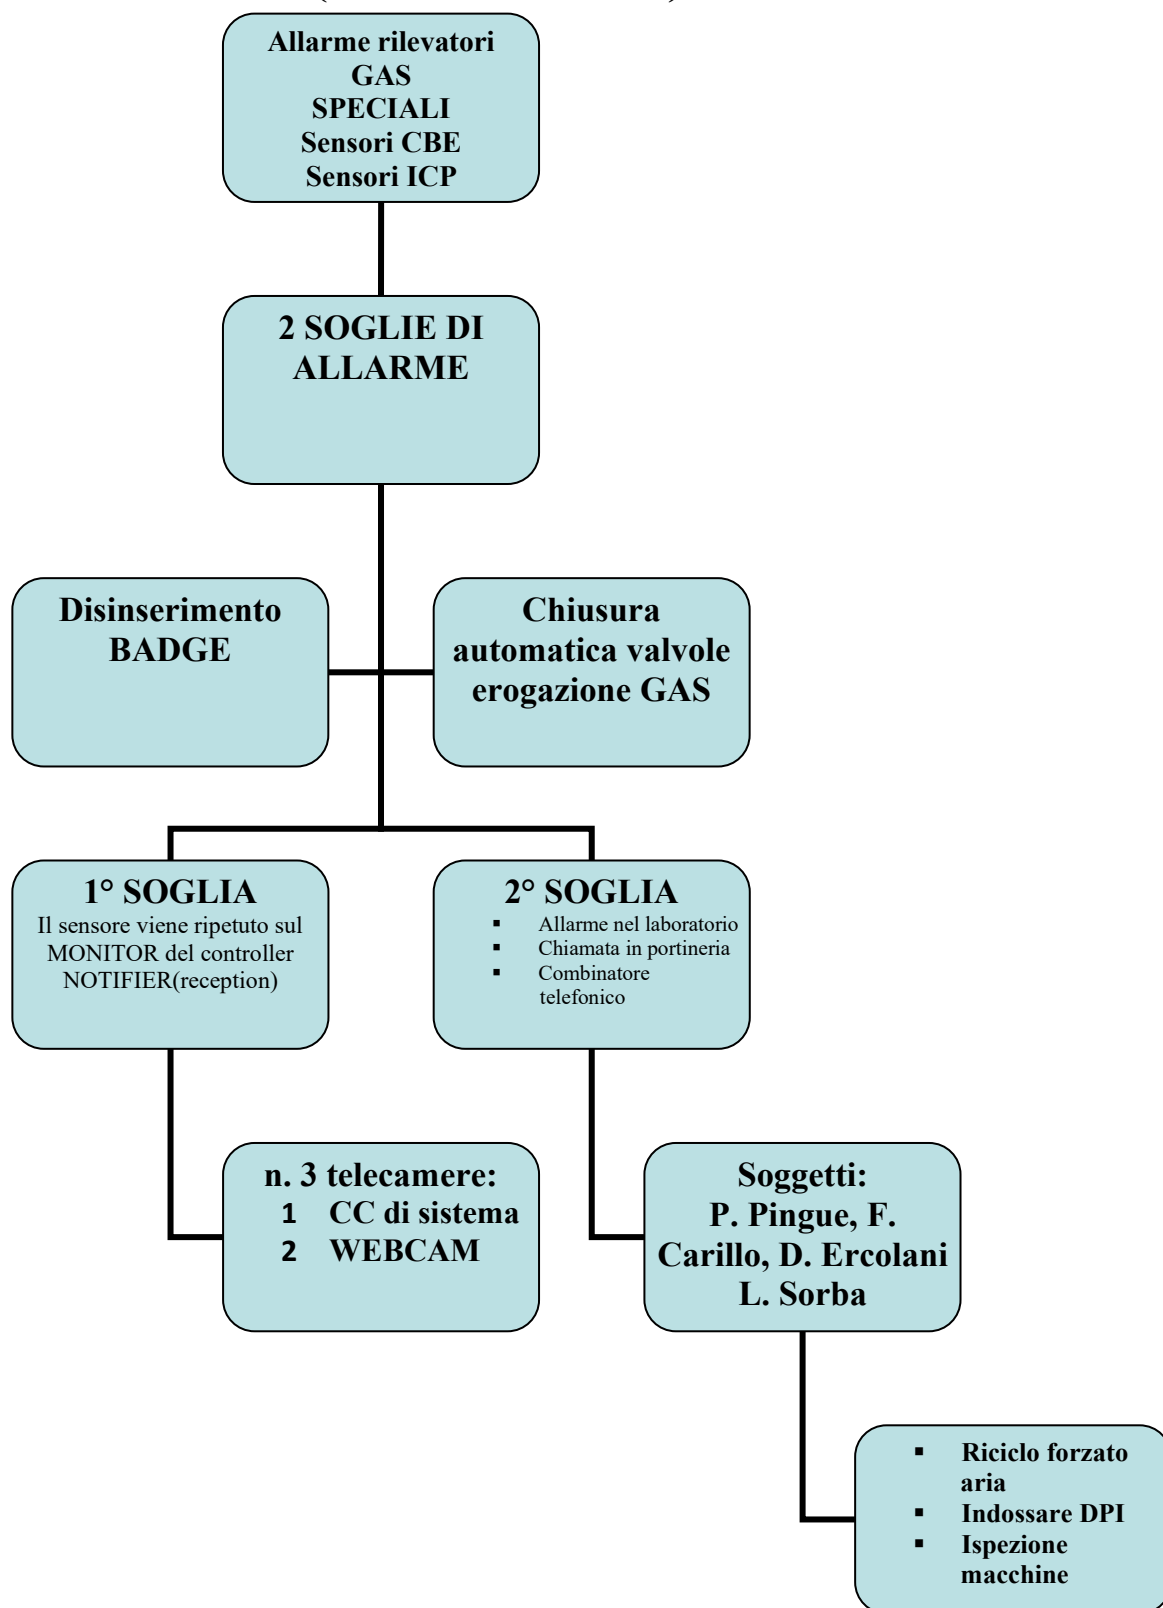 Allarme rilevatori
GAS
SPECIALI
Sensori CBE
Sensori ICP
2 SOGLIE DI
ALLARME
Disinserimento
BADGE
Chiusura
automatica valvole
erogazione GAS
1° SOGLIA
Il sensore viene ripetuto sul
MONITOR del controller
NOTIFIER(reception)
2° SOGLIA
▪ Allarme nel laboratorio
▪ Chiamata in portineria
▪ Combinatore
telefonico
n. 3 telecamere:
1 CC di sistema
2 WEBCAM
Soggetti:
P. Pingue, F.
Carillo, D. Ercolani
L. Sorba
▪ Riciclo forzato
aria
▪ Indossare DPI
▪ Ispezione
macchine